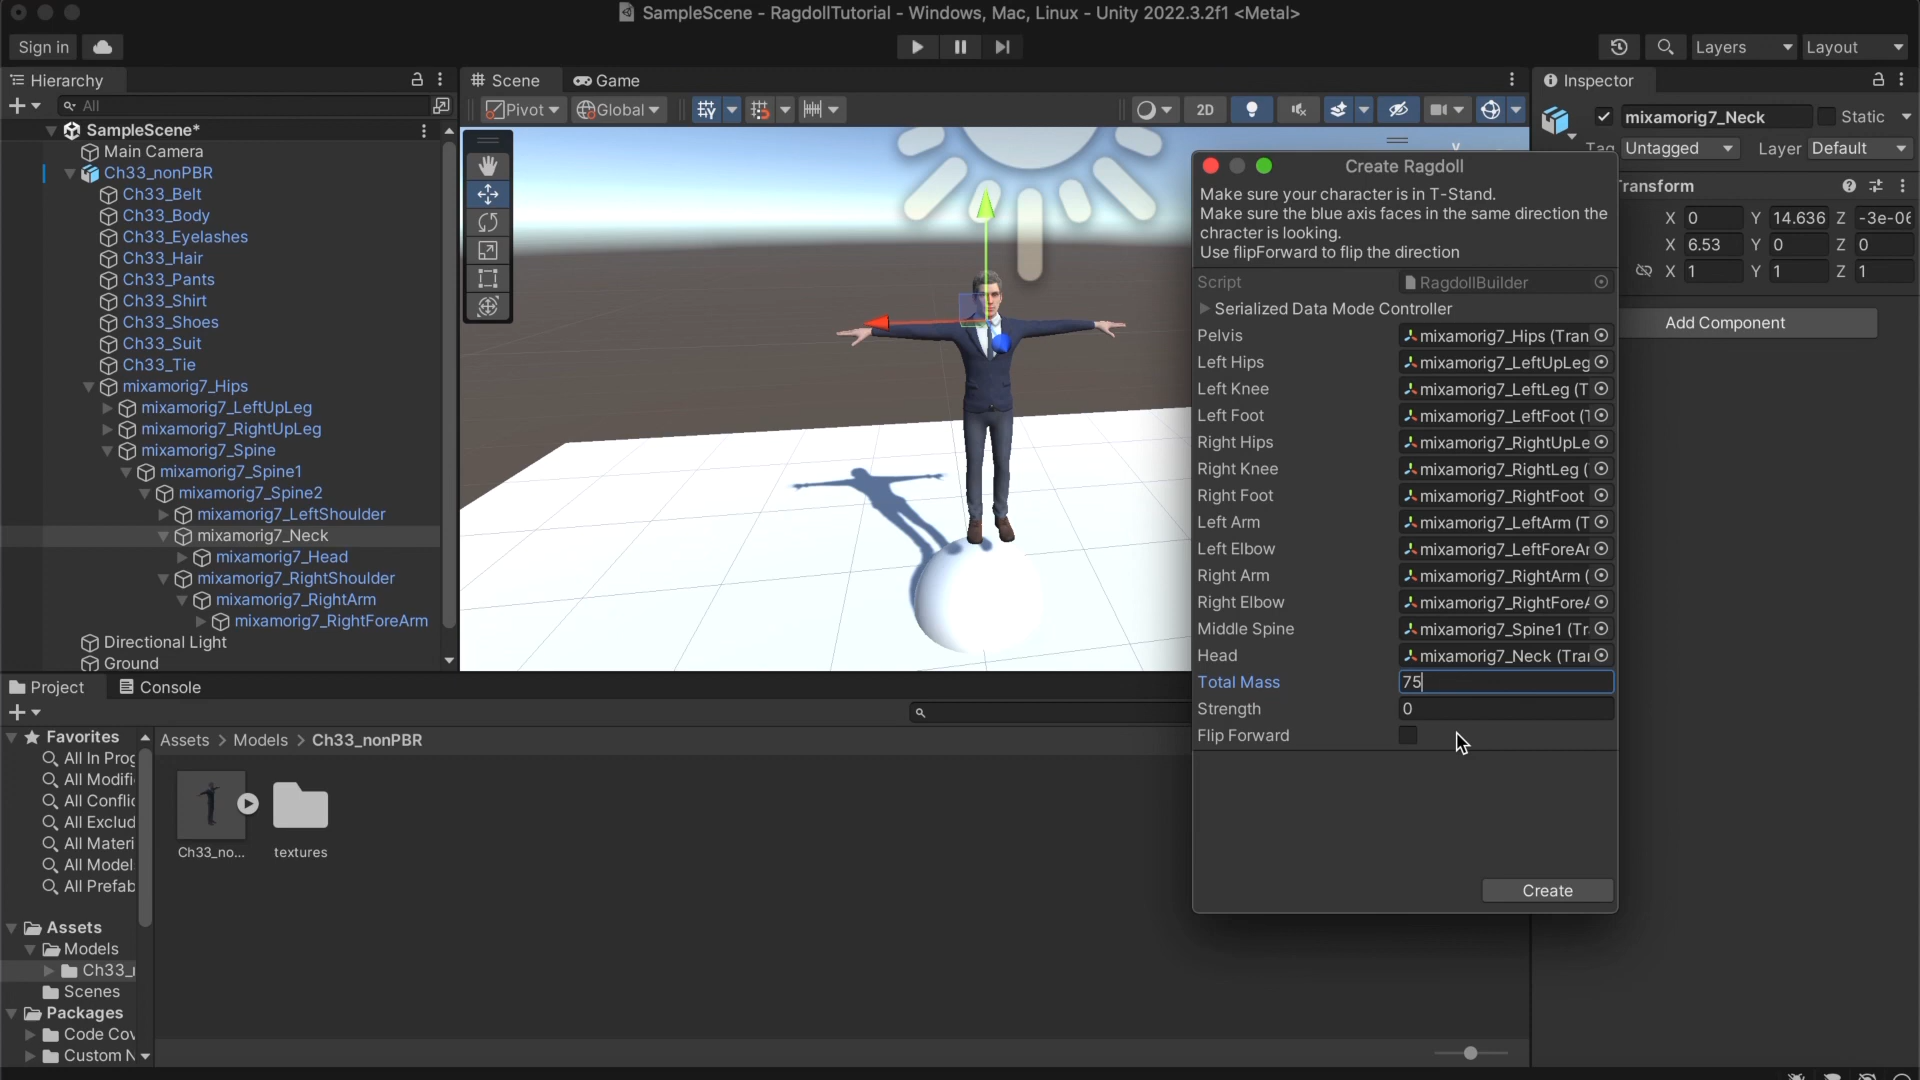 SampleScene - RagdollTutorial - Windows, Mac, Linux - Unity 2022.3.2f1 <Metal>
Sign in
Layers
Layout
Hierarchy
All
SampleScene*
Main Camera
Ch33_nonPBR
Ch33_Belt
Ch33_Body
Ch33_Eyelashes
Ch33_Hair
Ch33_Pants
Ch33_Shirt
Ch33_Shoes
Ch33_Suit
Ch33_Tie
mixamorig7_Hips
mixamorig7_LeftUpLeg
mixamorig7_RightUpLeg
mixamorig7_Spine
mixamorig7_Spine1
mixamorig7_Spine2
mixamorig7_LeftShoulder
mixamorig7_Neck
mixamorig7_Head
mixamorig7_RightShoulder
mixamorig7_RightArm
mixamorig7_RightForeArm
Directional Light
Ground
Scene
Game
Pivot
Global
2D
Create Ragdoll
Make sure your character is in T-Stand.
Make sure the blue axis faces in the same direction the
chracter is looking.
Use flipForward to flip the direction
Script RagdollBuilder
Serialized Data Mode Controller
Pelvis mixamorig7_Hips (Tran
Left Hips mixamorig7_LeftUpLeg
Left Knee mixamorig7_LeftLeg (T
Left Foot mixamorig7_LeftFoot (T
Right Hips mixamorig7_RightUpLe
Right Knee mixamorig7_RightLeg (
Right Foot mixamorig7_RightFoot
Left Arm mixamorig7_LeftArm (T
Left Elbow mixamorig7_LeftForeAr
Right Arm mixamorig7_RightArm (
Right Elbow mixamorig7_RightForeA
Middle Spine mixamorig7_Spine1 (Tr
Head mixamorig7_Neck (Tran
Total Mass 75
Strength 0
Flip Forward
Create
Inspector
mixamorig7_Neck
Static
Tag Untagged
Layer Default
ransform
X 0 Y 14.636 Z -3e-06
X 6.53 Y 0 Z 0
X 1 Y 1 Z 1
Add Component
Project
Console
Favorites
All In Prog
All Modifi
All Conflic
All Exclud
All Materi
All Model
All Prefab
Assets
Models
Ch33_
Scenes
Packages
Code Cov
Custom N
Assets > Models > Ch33_nonPBR
Ch33_no...
textures